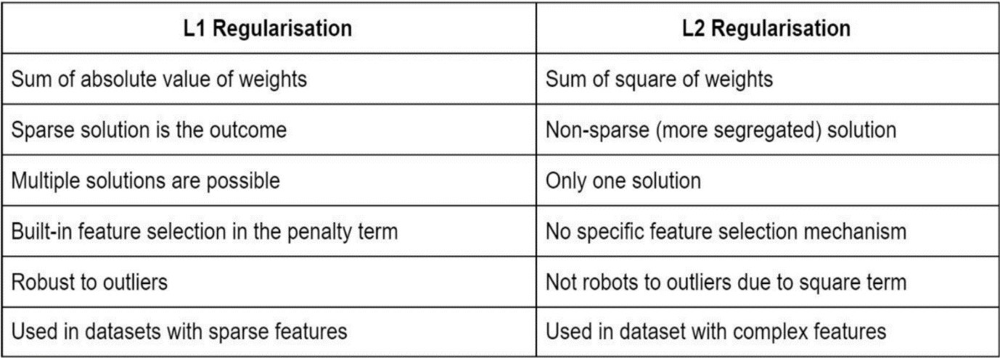 L1 Regularisation
L2 Regularisation
Sum of absolute value of weights
Sum of square of weights
Sparse solution is the outcome
Non-sparse (more segregated) solution
Multiple solutions are possible
Only one solution
Built-in feature selection in the penalty term
No specific feature selection mechanism
Robust to outliers
Not robots to outliers due to square term
Used in datasets with sparse features
Used in dataset with complex features